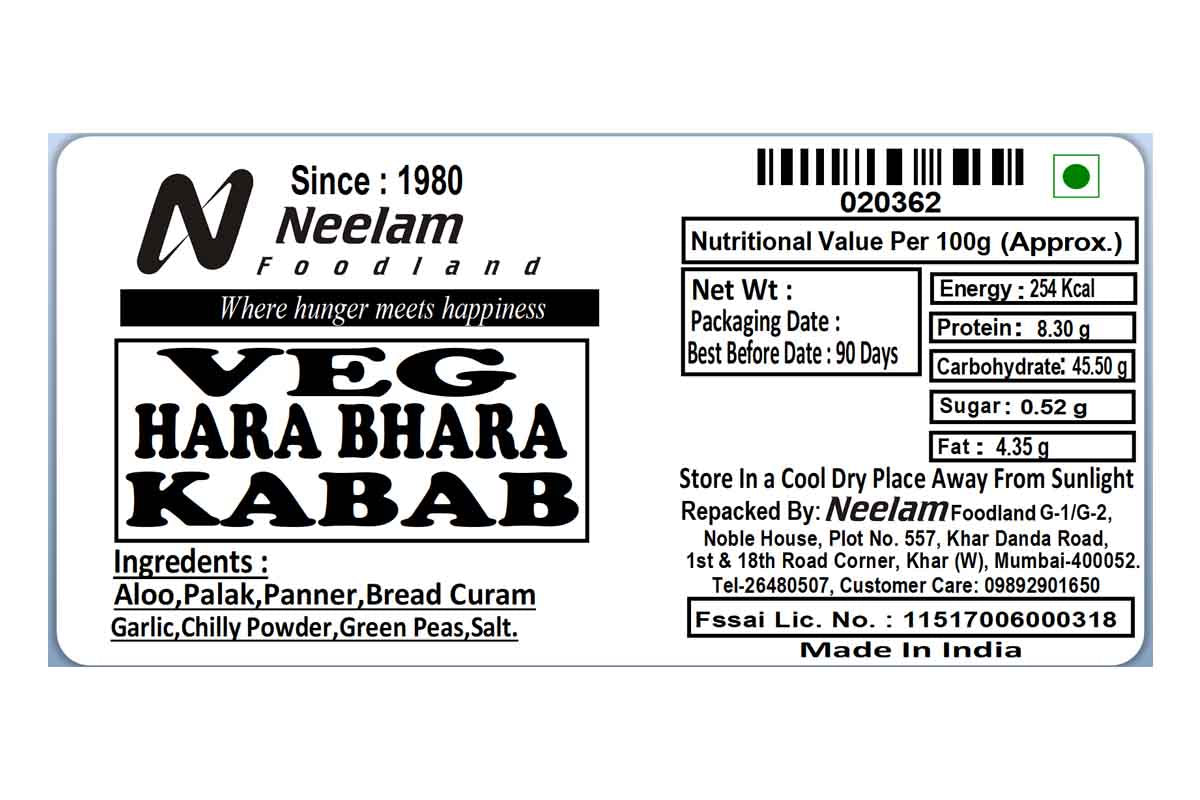 Since : 1980
Neelam
Foodland
Where hunger meets happiness
VEG
HARA BHARA
KABAB
Ingredents :
Aloo,Palak,Panner,Bread Curam
Garlic,Chilly Powder,Green Peas,Salt.
020362
Nutritional Value Per 100g (Approx.)
Net Wt :
Packaging Date :
Best Before Date : 90 Days
Energy : 254 Kcal
Protein : 8.30 g
Carbohydrate: 45.50 g
Sugar : 0.52 g
Fat : 4.35 g
Store In a Cool Dry Place Away From Sunlight
Repacked By: Neelam Foodland G-1/G-2,
Noble House, Plot No. 557, Khar Danda Road,
1st & 18th Road Corner, Khar (W), Mumbai-400052.
Tel-26480507, Customer Care: 09892901650
Fssai Lic. No. : 11517006000318
Made In India